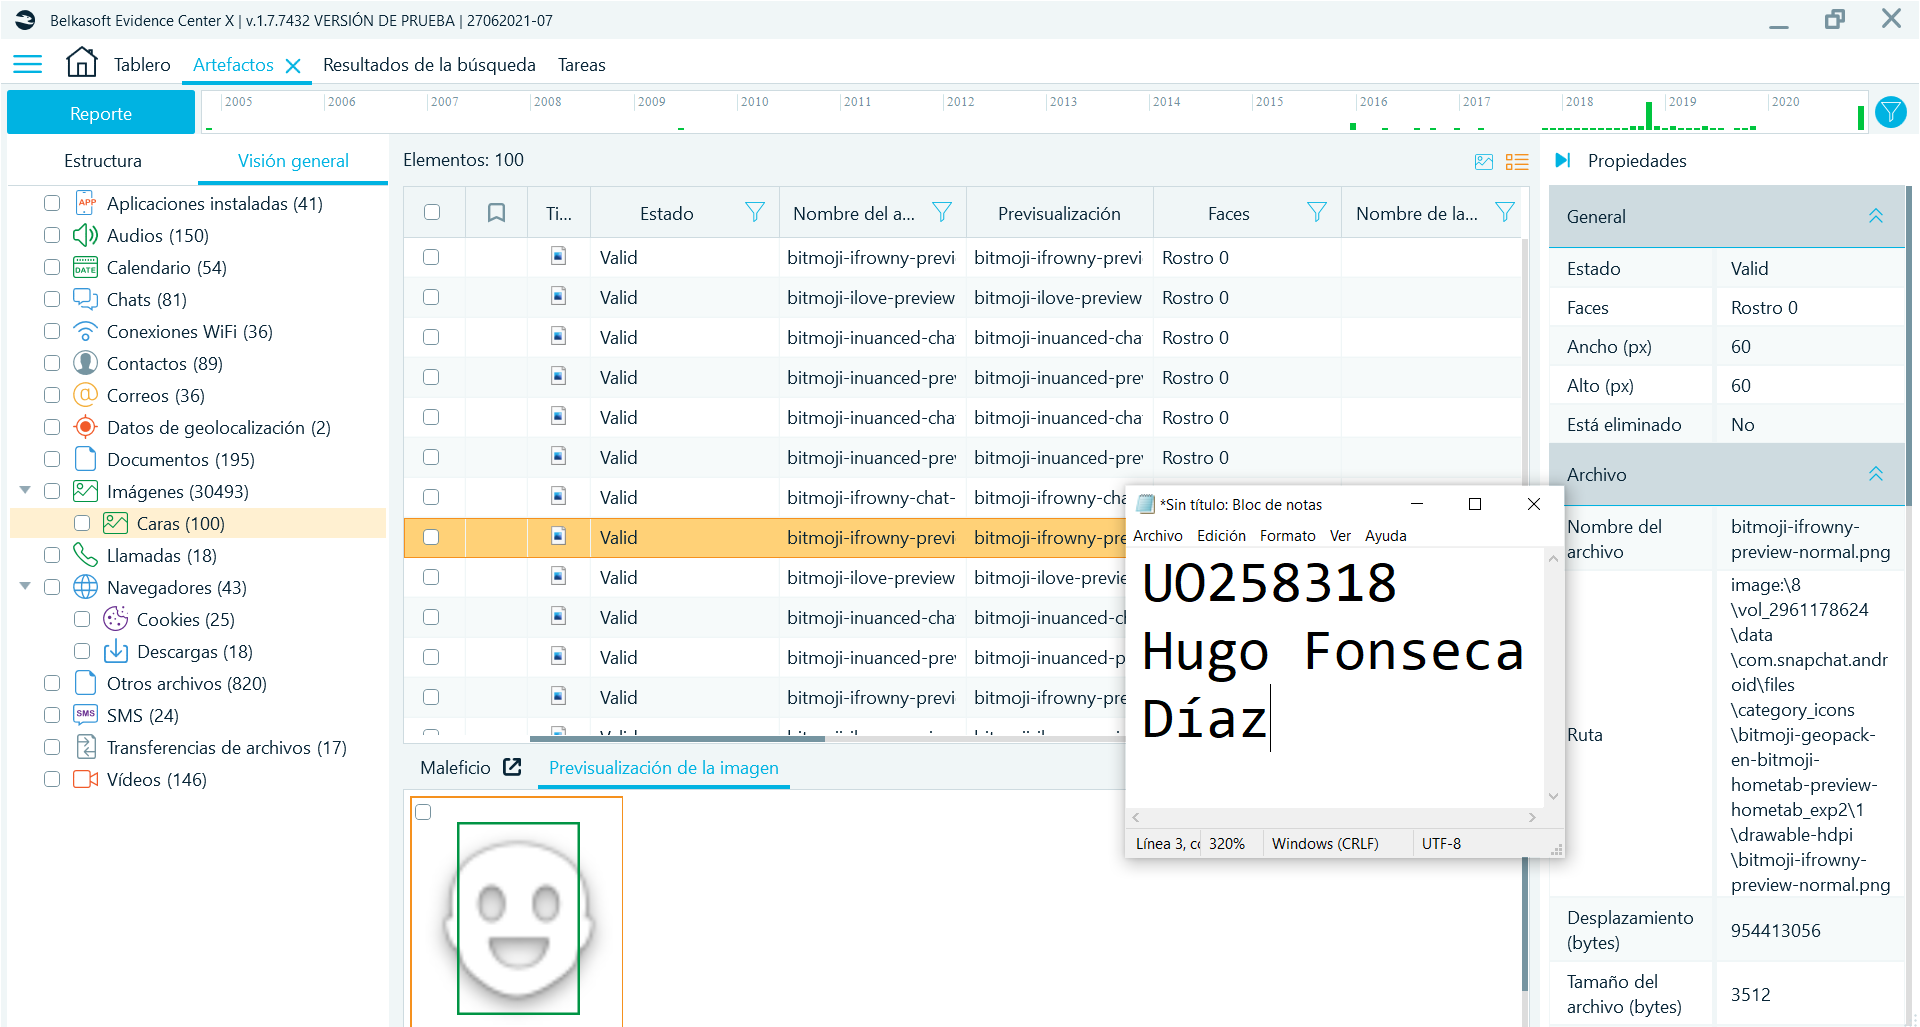 Belkasoft Evidence Center X | v.1.7.7432 VERSIÓN DE PRUEBA | 27062021-07
Tablero
Artefactos
Resultados de la búsqueda
Tareas
Reporte
2005 2006 2007 2008 2009 2010 2011 2012 2013 2014 2015 2016 2017 2018 2019 2020
Estructura
Visión general
APP Aplicaciones instaladas (41)
Audios (150)
DATE Calendario (54)
Chats (81)
Conexiones WiFi (36)
Contactos (89)
@ Correos (36)
Datos de geolocalización (2)
Documentos (195)
Imágenes (30493)
Caras (100)
Llamadas (18)
Navegadores (43)
Cookies (25)
Descargas (18)
Otros archivos (820)
SMS SMS (24)
Transferencias de archivos (17)
Vídeos (146)
Elementos: 100
Ti... Estado Nombre del a... Previsualización Faces Nombre de la...
Valid bitmoji-ifrowny-previ bitmoji-ifrowny-previ Rostro 0
Valid bitmoji-ilove-preview bitmoji-ilove-preview Rostro 0
Valid bitmoji-inuanced-cha bitmoji-inuanced-cha Rostro 0
Valid bitmoji-inuanced-pre bitmoji-inuanced-pre Rostro 0
Valid bitmoji-inuanced-cha bitmoji-inuanced-cha Rostro 0
Valid bitmoji-inuanced-pre bitmoji-inuanced-pre Rostro 0
Valid bitmoji-ifrowny-chat- bitmoji-ifrowny-cha
Valid bitmoji-ifrowny-previ bitmoji-ifrowny-pre
Valid bitmoji-ilove-preview bitmoji-ilove-previe
Valid bitmoji-inuanced-cha bitmoji-inuanced-cl
Valid bitmoji-inuanced-pre bitmoji-inuanced-p
Valid bitmoji-ifrowny-previ bitmoji-ifrowny-pre
Maleficio
Previsualización de la imagen
*Sin título: Bloc de notas
Archivo Edición Formato Ver Ayuda
UO258318
Hugo Fonseca
Díaz
Línea 3, cc 320% Windows (CRLF) UTF-8
Propiedades
General
Estado Valid
Faces Rostro 0
Ancho (px) 60
Alto (px) 60
Está eliminado No
Archivo
Nombre del archivo
bitmoji-ifrowny-
preview-normal.png
Ruta
image:\8
\vol_2961178624
\data
\com.snapchat.andr
oid\files
\category_icons
\bitmoji-geopack-
en-bitmoji-
hometab-preview-
hometab_exp2\1
\drawable-hdpi
\bitmoji-ifrowny-
preview-normal.png
Desplazamiento
(bytes)
954413056
Tamaño del
archivo (bytes)
3512